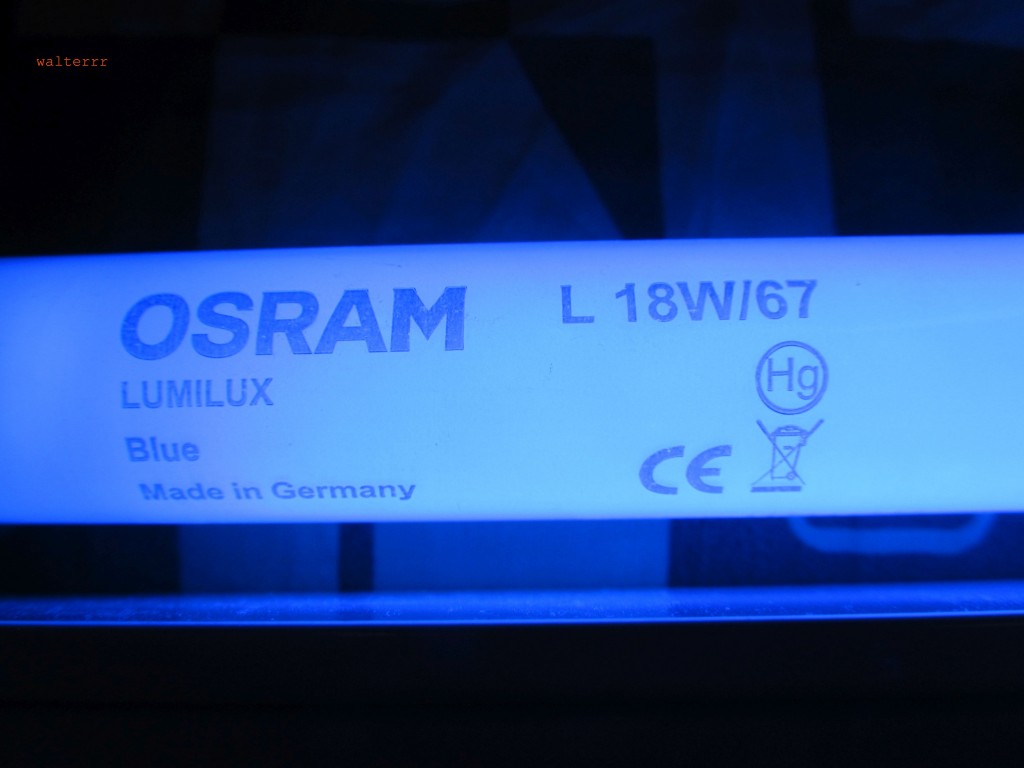 walterrr
OSRAM
L 18W/67
LUMILUX
Hg
Blue
CE
Made in Germany